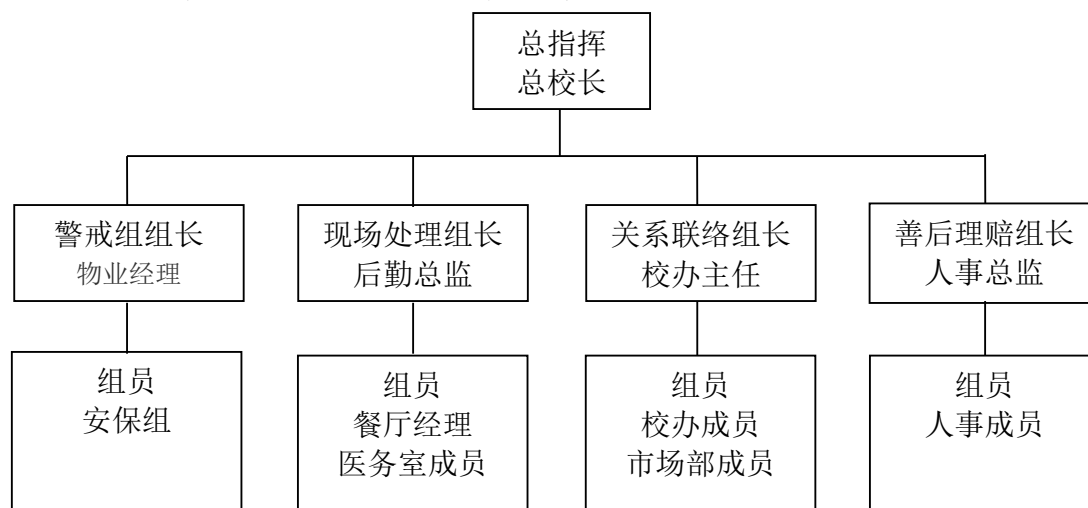 总指挥
总校长
警戒组组长
物业经理
现场处理组长
后勤总监
关系联络组长
校办主任
善后理赔组长
人事总监
组员
安保组
组员
餐厅经理
医务室成员
组员
校办成员
市场部成员
组员
人事成员